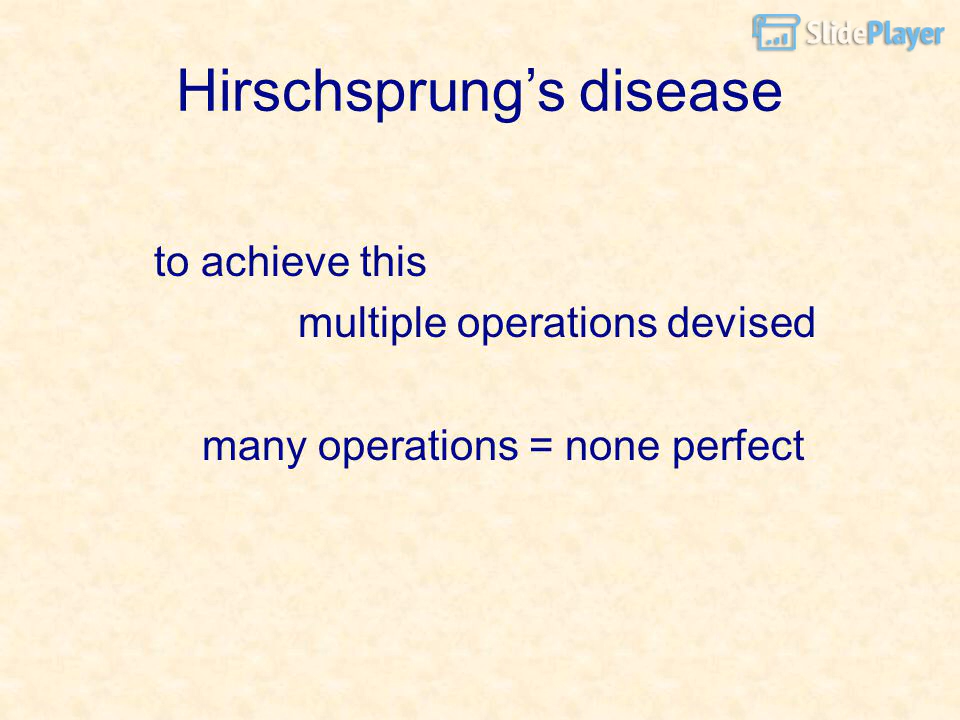 SlidePlayer
Hirschsprung’s disease
to achieve this
multiple operations devised
many operations = none perfect